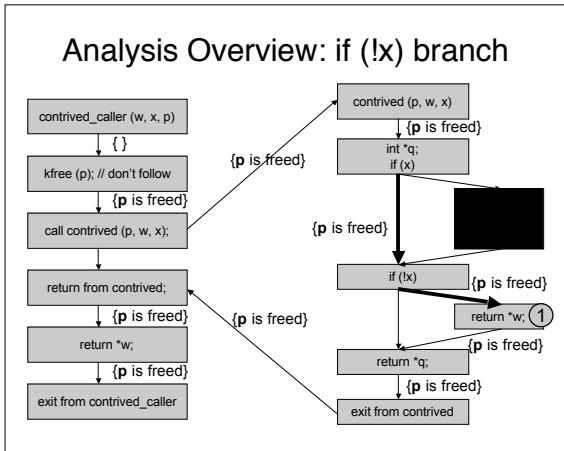 Analysis Overview: if (!x) branch
contrived_caller (w, x, p)
{ }
kfree (p); // don't follow
{p is freed}
call contrived (p, w, x);
return from contrived;
{p is freed}
return *w;
{p is freed}
exit from contrived_caller
{p is freed}
{p is freed}
contrived (p, w, x)
{p is freed}
int *q;
if (x)
{p is freed}
if (!x)
{p is freed}
return *w;
1
{p is freed}
return *q;
{p is freed}
exit from contrived